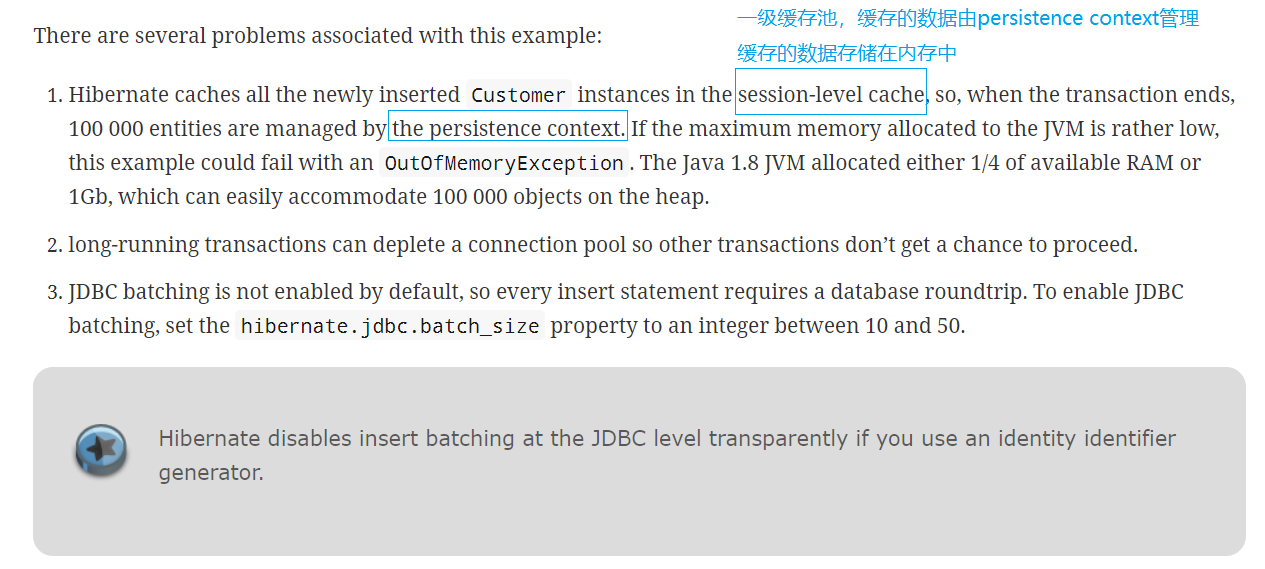 一级缓存池，缓存的数据由persistence context管理
There are several problems associated with this example:
缓存的数据存储在内存中
1. Hibernate caches all the newly inserted Customer instances in the session-level cache, so, when the transaction ends,
100 000 entities are managed by the persistence context. If the maximum memory allocated to the JVM is rather low,
this example could fail with an OutOfMemoryException. The Java 1.8 JVM allocated either 1/4 of available RAM or
1Gb, which can easily accommodate 100 000 objects on the heap.
2. long-running transactions can deplete a connection pool so other transactions don’t get a chance to proceed.
3. JDBC batching is not enabled by default, so every insert statement requires a database roundtrip. To enable JDBC
batching, set the hibernate.jdbc.batch_size property to an integer between 10 and 50.
Hibernate disables insert batching at the JDBC level transparently if you use an identity identifier
generator.